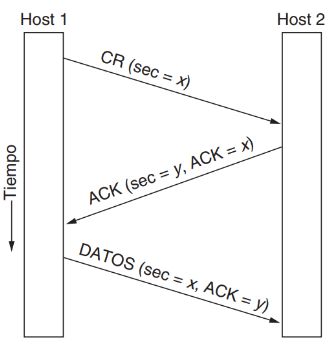 Host 1
Host 2
CR (sec = x)
ACK (sec = y, ACK = x)
Tiempo
DATOS (sec = x, ACK = y)